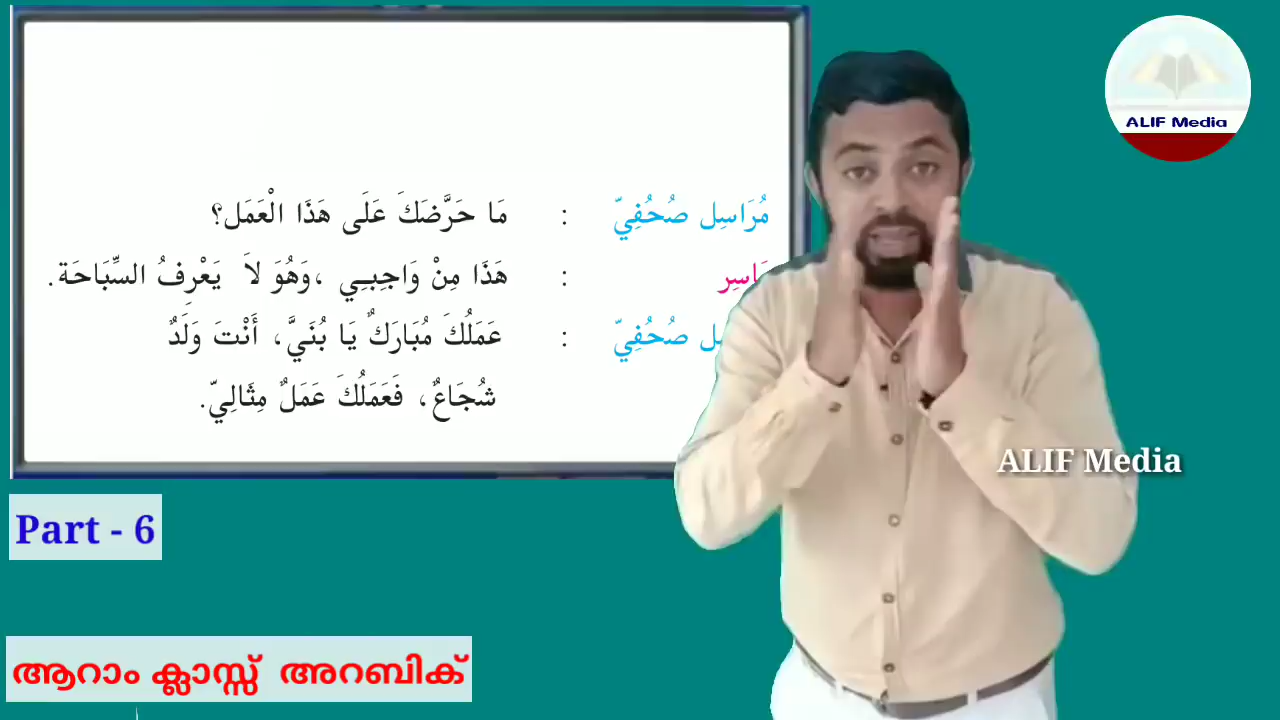 مُرَاسِل صُحُفِيّ : مَا حَرَّضَكَ عَلَى هَذَا الْعَمَل؟
: هَذَا مِنْ وَاجِبِي ،وَهُوَ لاَ يَعْرِفُ السِّبَاحَة.
صُحُفِيّ : عَمَلُكَ مُبَارَكٌ يَا بُنَيَّ، أَنْتَ وَلَدٌ
شُجَاعٌ، فَعَمَلُكَ عَمَلٌ مِثَالِيّ.
ALIF Media
ALIF Media
Part - 6
ആറാം ക്ലാസ്സ് അറബിക്